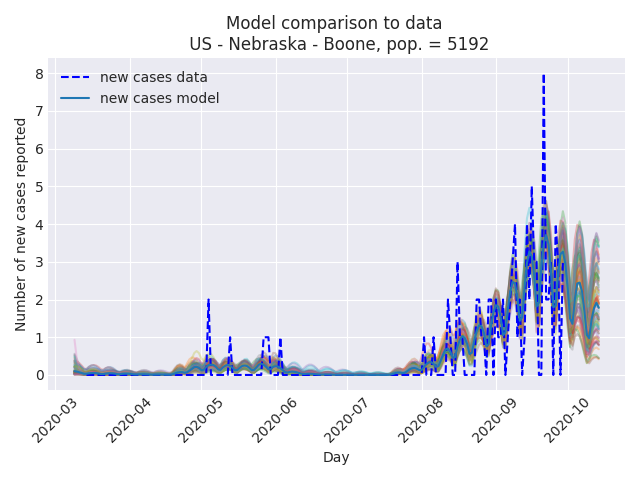 Model comparison to data
US - Nebraska - Boone, pop. = 5192
new cases data
new cases model
Number of new cases reported
8
7
6
5
4
3
2
1
0
2020-03
2020-04
2020-05
2020-06
2020-07
2020-08
2020-09
2020-10
Day